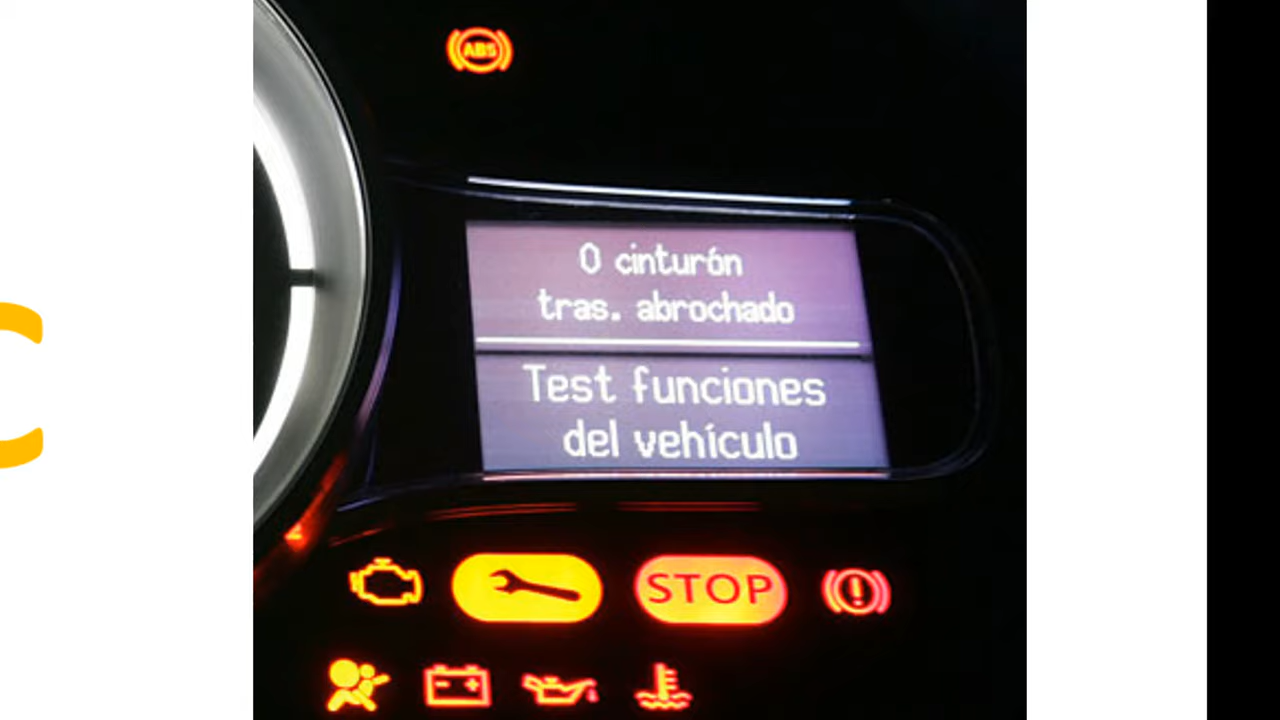 ABS
0 cinturón
tras. abrochado
Test funciones
del vehículo
STOP